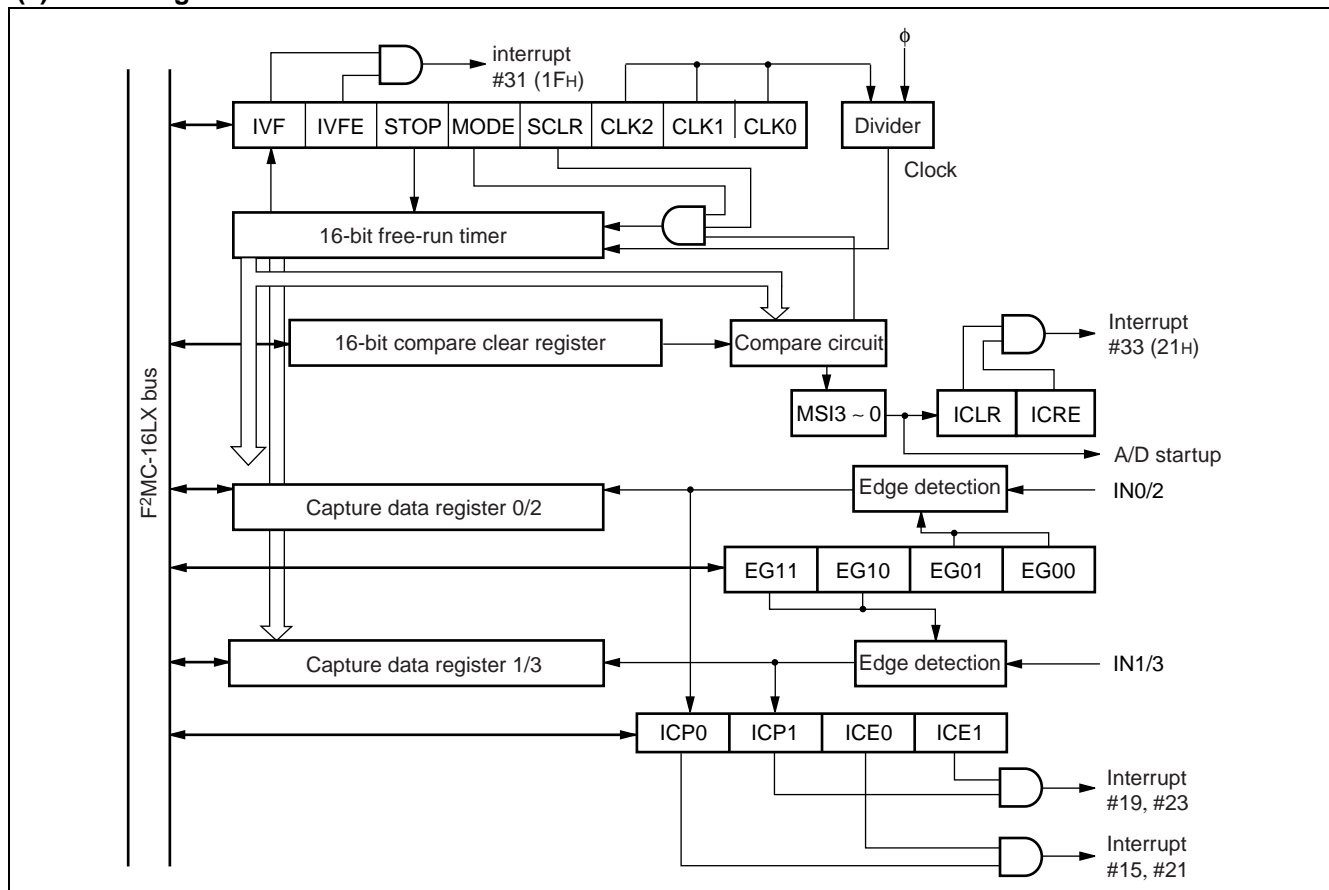 ϕ
interrupt
#31 (1FH)
IVF IVFE STOP MODE SCLR CLK2 CLK1 CLK0
Divider
Clock
16-bit free-run timer
16-bit compare clear register
Compare circuit
Interrupt
#33 (21H)
MSI3 ~ 0
ICLR ICRE
A/D startup
F²MC-16LX bus
Capture data register 0/2
Edge detection
IN0/2
EG11 EG10 EG01 EG00
Capture data register 1/3
Edge detection
IN1/3
ICP0 ICP1 ICE0 ICE1
Interrupt
#19, #23
Interrupt
#15, #21